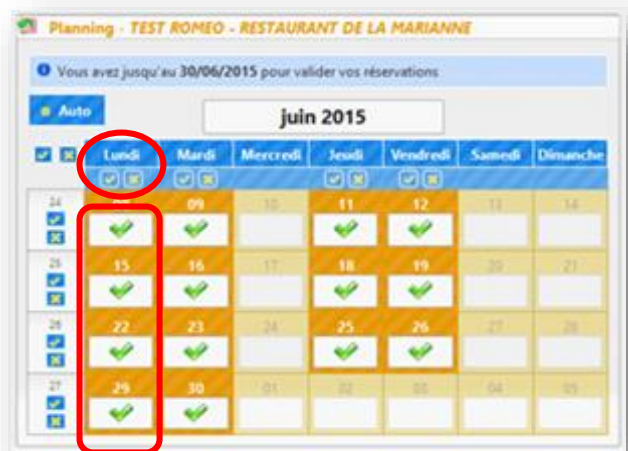 Planning - TEST ROMEO - RESTAURANT DE LA MARIANNE
Vous avez jusqu'au 30/06/2015 pour valider vos réservations
Auto
juin 2015
Lundi Mardi Mercredi Jeudi Vendredi Samedi Dimanche
24 09 10 11 12 13 14
25 15 16 17 18 19 20 21
26 22 23 24 25 26 27 28
27 29 30 01 02 03 04 05